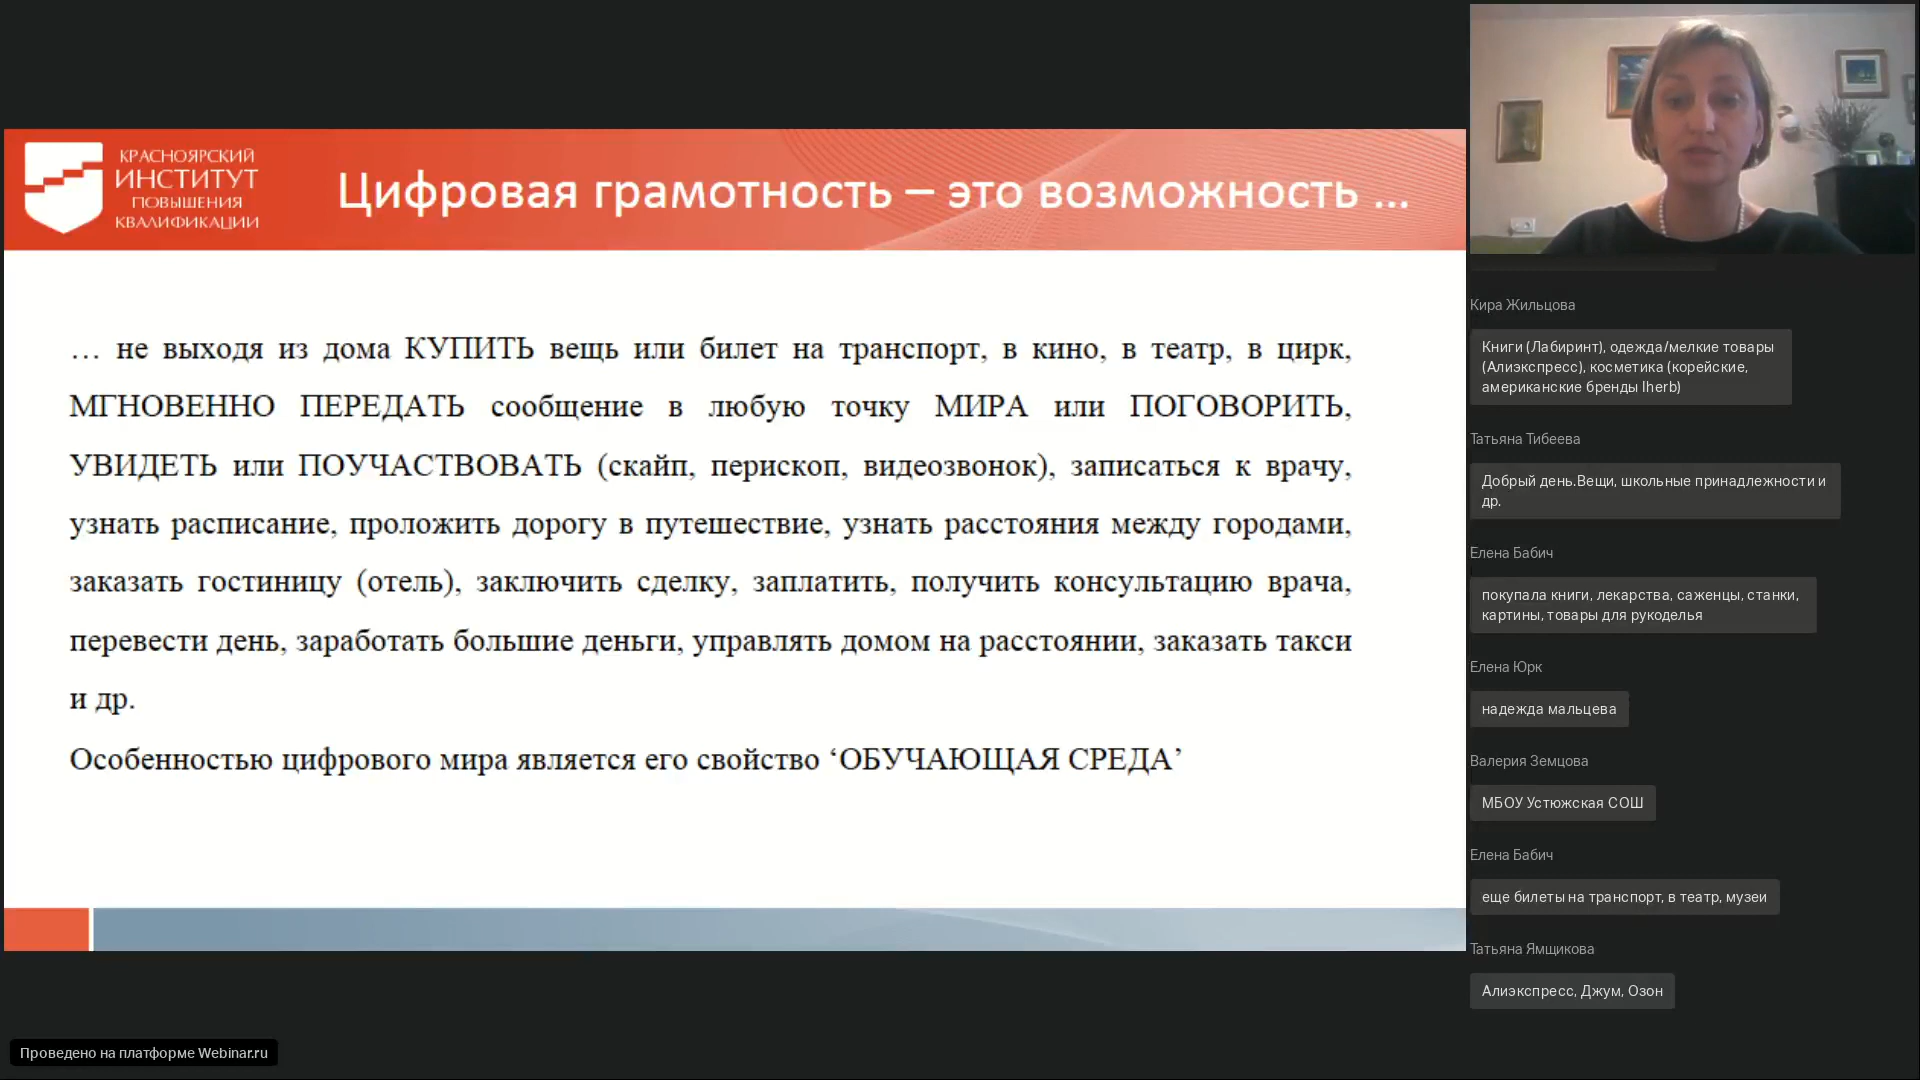 КРАСНОЯРСКИЙ
ИНСТИТУТ
ПОВЫШЕНИЯ
КВАЛИФИКАЦИИ
Цифровая грамотность – это возможность ...
… не выходя из дома КУПИТЬ вещь или билет на транспорт, в кино, в театр, в цирк,
МГНОВЕННО ПЕРЕДАТЬ сообщение в любую точку МИРА или ПОГОВОРИТЬ,
УВИДЕТЬ или ПОУЧАСТВОВАТЬ (скайп, перископ, видеозвонок), записаться к врачу,
узнать расписание, проложить дорогу в путешествие, узнать расстояния между городами,
заказать гостиницу (отель), заключить сделку, заплатить, получить консультацию врача,
перевести день, заработать большие деньги, управлять домом на расстоянии, заказать такси
и др.
Особенностью цифрового мира является его свойство ‘ОБУЧАЮЩАЯ СРЕДА’
Кира Жильцова
Книги (Лабиринт), одежда/мелкие товары
(Алиэкспресс), косметика (корейские,
американские бренды Iherb)
Татьяна Тибеева
Добрый день.Вещи, школьные принадлежности и
др.
Елена Бабич
покупала книги, лекарства, саженцы, станки,
картины, товары для рукоделья
Елена Юрк
надежда мальцева
Валерия Земцова
МБОУ Устюжская СОШ
Елена Бабич
еще билеты на транспорт, в театр, музеи
Татьяна Ямщикова
Алиэкспресс, Джум, Озон
Проведено на платформе Webinar.ru